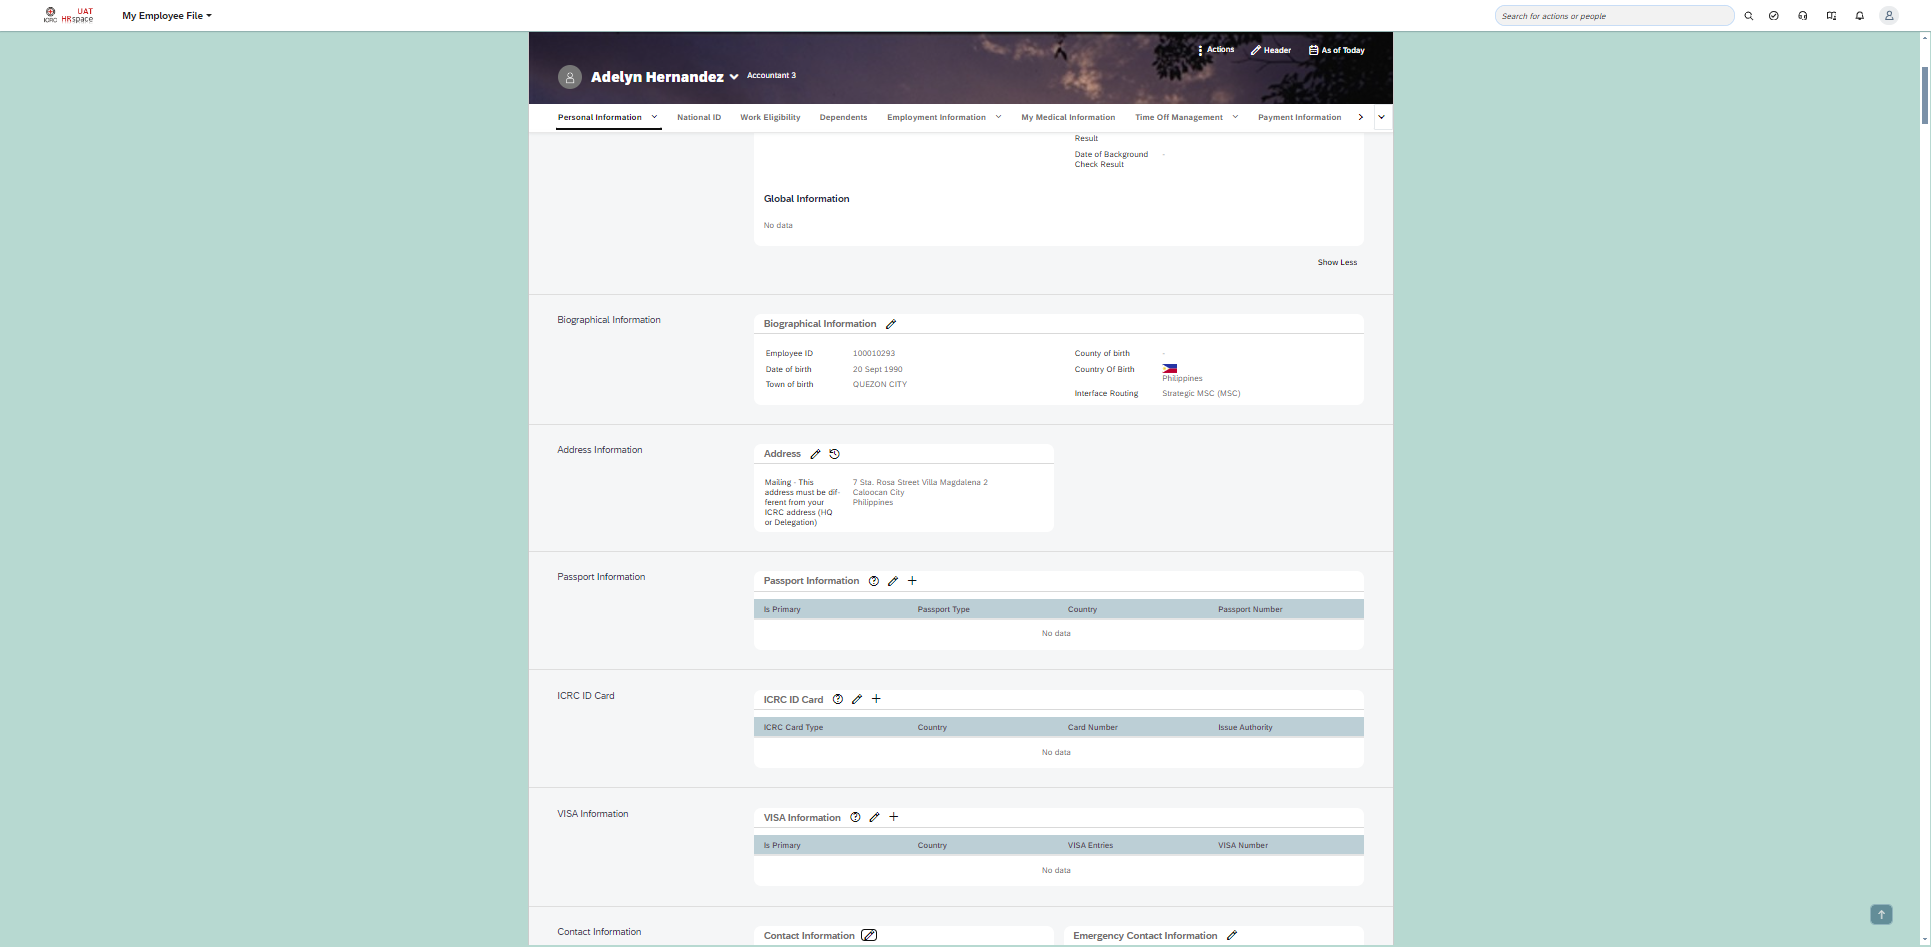 ICRC
UAT
HRspace
My Employee File
Search for actions or people
Actions
Header
As of Today
Adelyn Hernandez
Accountant 3
Personal Information
National ID
Work Eligibility
Dependents
Employment Information
My Medical Information
Time Off Management
Payment Information
Result
Date of Background
Check Result
-
Global Information
No data
Show Less
Biographical Information
Biographical Information
Employee ID 100010293
Date of birth 20 Sept 1990
Town of birth QUEZON CITY
County of birth -
Country Of Birth
Philippines
Interface Routing Strategic MSC (MSC)
Address Information
Address
Mailing - This
address must be dif-
ferent from your
ICRC address (HQ
or Delegation)
7 Sta. Rosa Street Villa Magdalena 2
Caloocan City
Philippines
Passport Information
Passport Information
Is Primary Passport Type Country Passport Number
No data
ICRC ID Card
ICRC ID Card
ICRC Card Type Country Card Number Issue Authority
No data
VISA Information
VISA Information
Is Primary Country VISA Entries VISA Number
No data
Contact Information
Contact Information
Emergency Contact Information